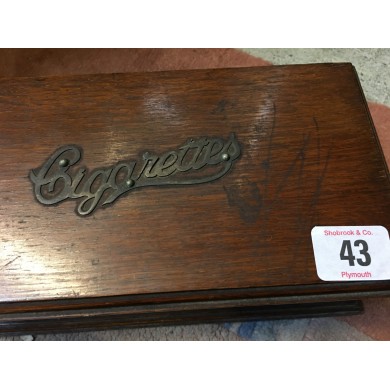 Cigarettes
Shobrook & Co.
43
Plymouth